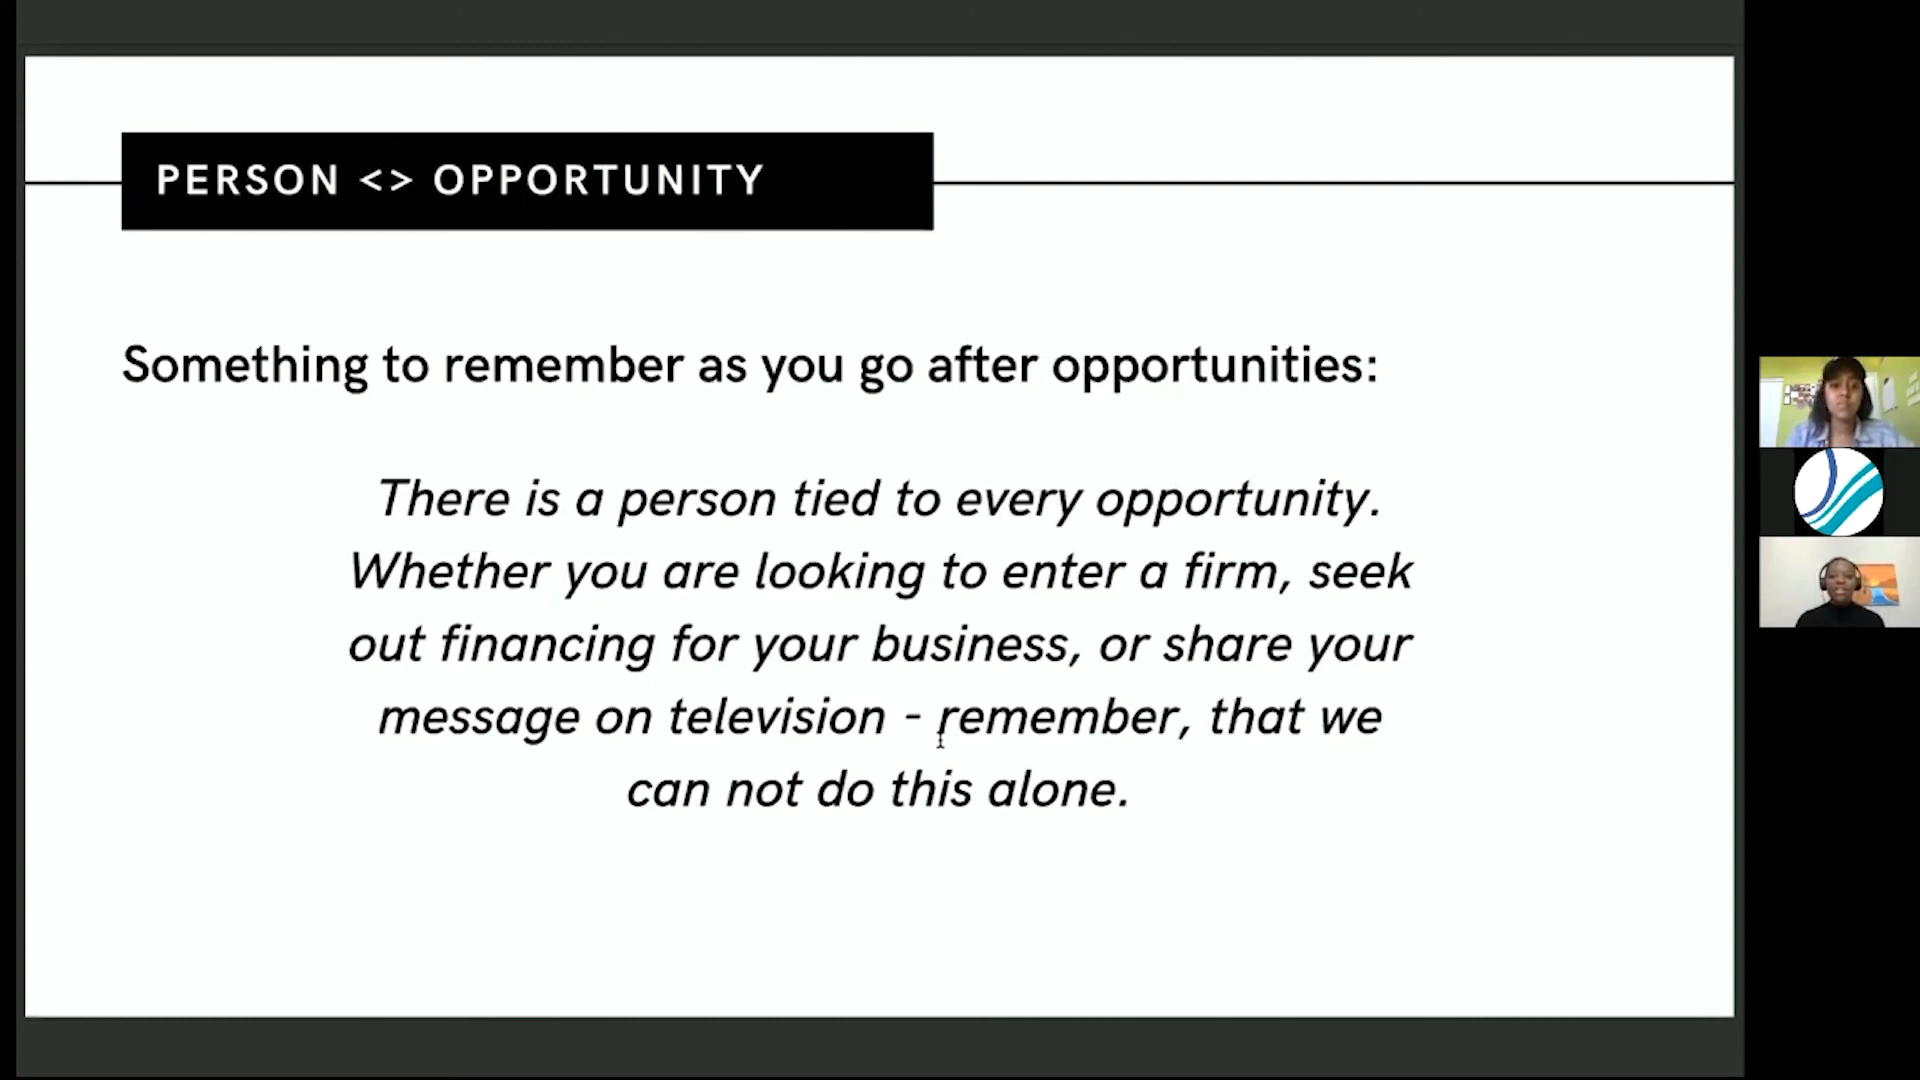 PERSON <> OPPORTUNITY
Something to remember as you go after opportunities:
There is a person tied to every opportunity.
Whether you are looking to enter a firm, seek
out financing for your business, or share your
message on television - remember, that we
can not do this alone.